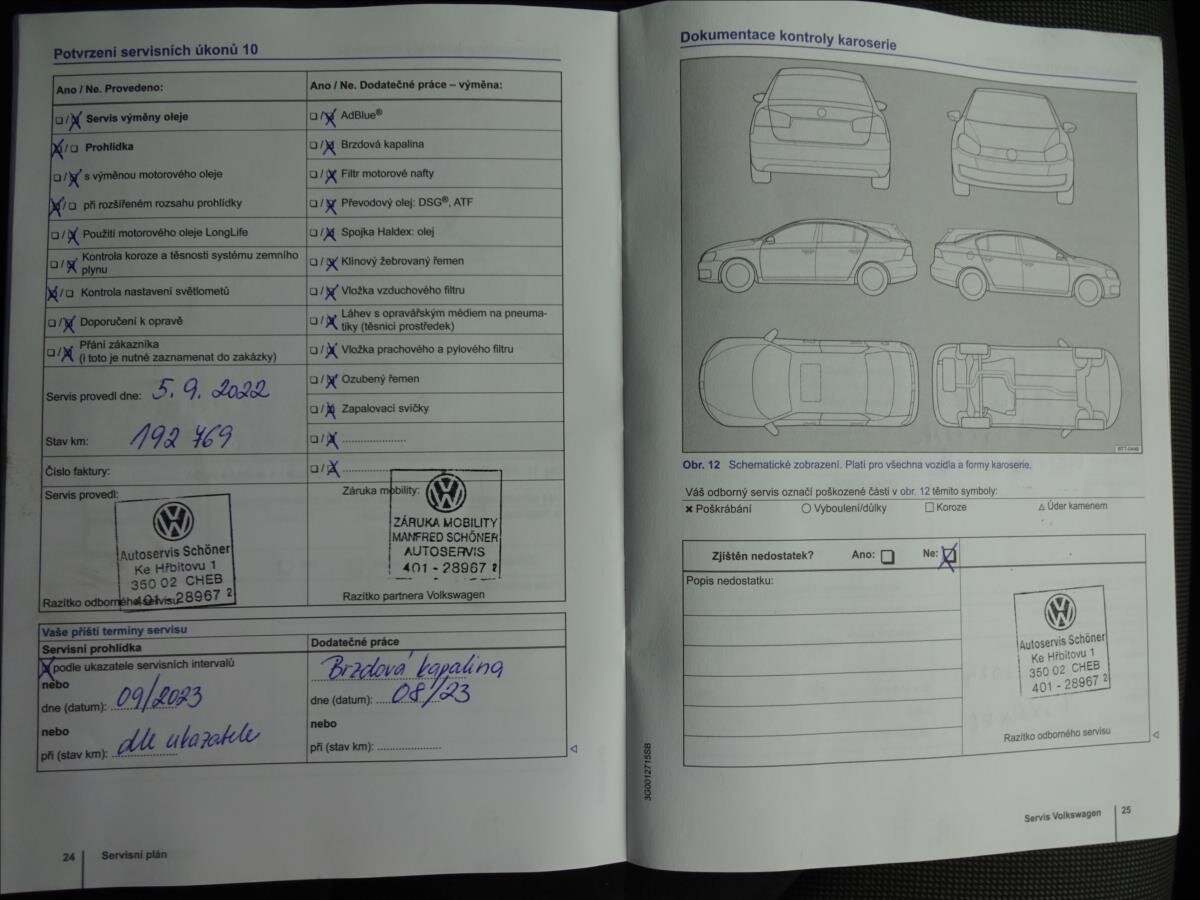 Potvrzení servisních úkonů 10
Ano / Ne. Provedeno:
❏ / ❏ Servis výměny oleje
❏ / ❏ Prohlídka
❏ / ❏ s výměnou motorového oleje
❏ / ❏ při rozšířeném rozsahu prohlídky
❏ / ❏ Použití motorového oleje LongLife
❏ / ❏ Kontrola koroze a těsnosti systému zemního
plynu
❏ / ❏ Kontrola nastavení světlometů
❏ / ❏ Doporučení k opravě
❏ / ❏ Přání zákazníka
(i toto je nutné zaznamenat do zakázky)
Servis provedl dne: 5. 9. 2022
Stav km: 192 769
Číslo faktury:
Servis provedl:
Autoservis Schöner
Ke Hřbitovu 1
350 02 CHEB
401 - 28967 2
Razítko odborného servisu
Ano / Ne. Dodatečné práce – výměna:
❏ / ❏ AdBlue®
❏ / ❏ Brzdová kapalina
❏ / ❏ Filtr motorové nafty
❏ / ❏ Převodový olej: DSG®, ATF
❏ / ❏ Spojka Haldex: olej
❏ / ❏ Klínový žebrovaný řemen
❏ / ❏ Vložka vzduchového filtru
❏ / ❏ Láhev s opravářským médiem na pneuma-
tiky (těsnicí prostředek)
❏ / ❏ Vložka prachového a pylového filtru
❏ / ❏ Ozubený řemen
❏ / ❏ Zapalovací svíčky
❏ / ❏ .....................
❏ / ❏ .....................
Záruka mobility:
ZÁRUKA MOBILITY
MANFRED SCHÖNER
AUTOSERVIS
401 - 28967 2
Razítko partnera Volkswagen
Vaše příští termíny servisu
Servisní prohlídka
podle ukazatele servisních intervalů
nebo
dne (datum): 09/2023
nebo
při (stav km): dle ukazatele
Dodatečné práce
Brzdová kapalina
dne (datum): 08/23
nebo
při (stav km): .....................
24 Servisní plán
Dokumentace kontroly karoserie
BT7-0449
Obr. 12 Schematické zobrazení. Platí pro všechna vozidla a formy karoserie.
Váš odborný servis označí poškozené části v obr. 12 těmito symboly:
✖ Poškrábání ○ Vyboulení/důlky □ Koroze △ Úder kamenem
Zjištěn nedostatek? Ano: ❏ Ne: ❏
Popis nedostatku:
Autoservis Schöner
Ke Hřbitovu 1
350 02 CHEB
401 - 28967 2
Razítko odborného servisu
3G0012715SB
Servis Volkswagen 25